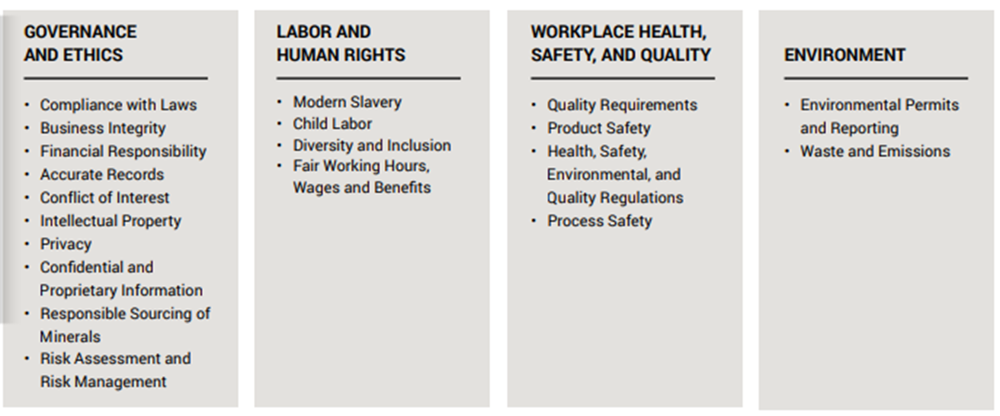 GOVERNANCE
AND ETHICS
• Compliance with Laws
• Business Integrity
• Financial Responsibility
• Accurate Records
• Conflict of Interest
• Intellectual Property
• Privacy
• Confidential and
Proprietary Information
• Responsible Sourcing of
Minerals
• Risk Assessment and
Risk Management
LABOR AND
HUMAN RIGHTS
• Modern Slavery
• Child Labor
• Diversity and Inclusion
• Fair Working Hours,
Wages and Benefits
WORKPLACE HEALTH,
SAFETY, AND QUALITY
• Quality Requirements
• Product Safety
• Health, Safety,
Environmental, and
Quality Regulations
• Process Safety
ENVIRONMENT
• Environmental Permits
and Reporting
• Waste and Emissions